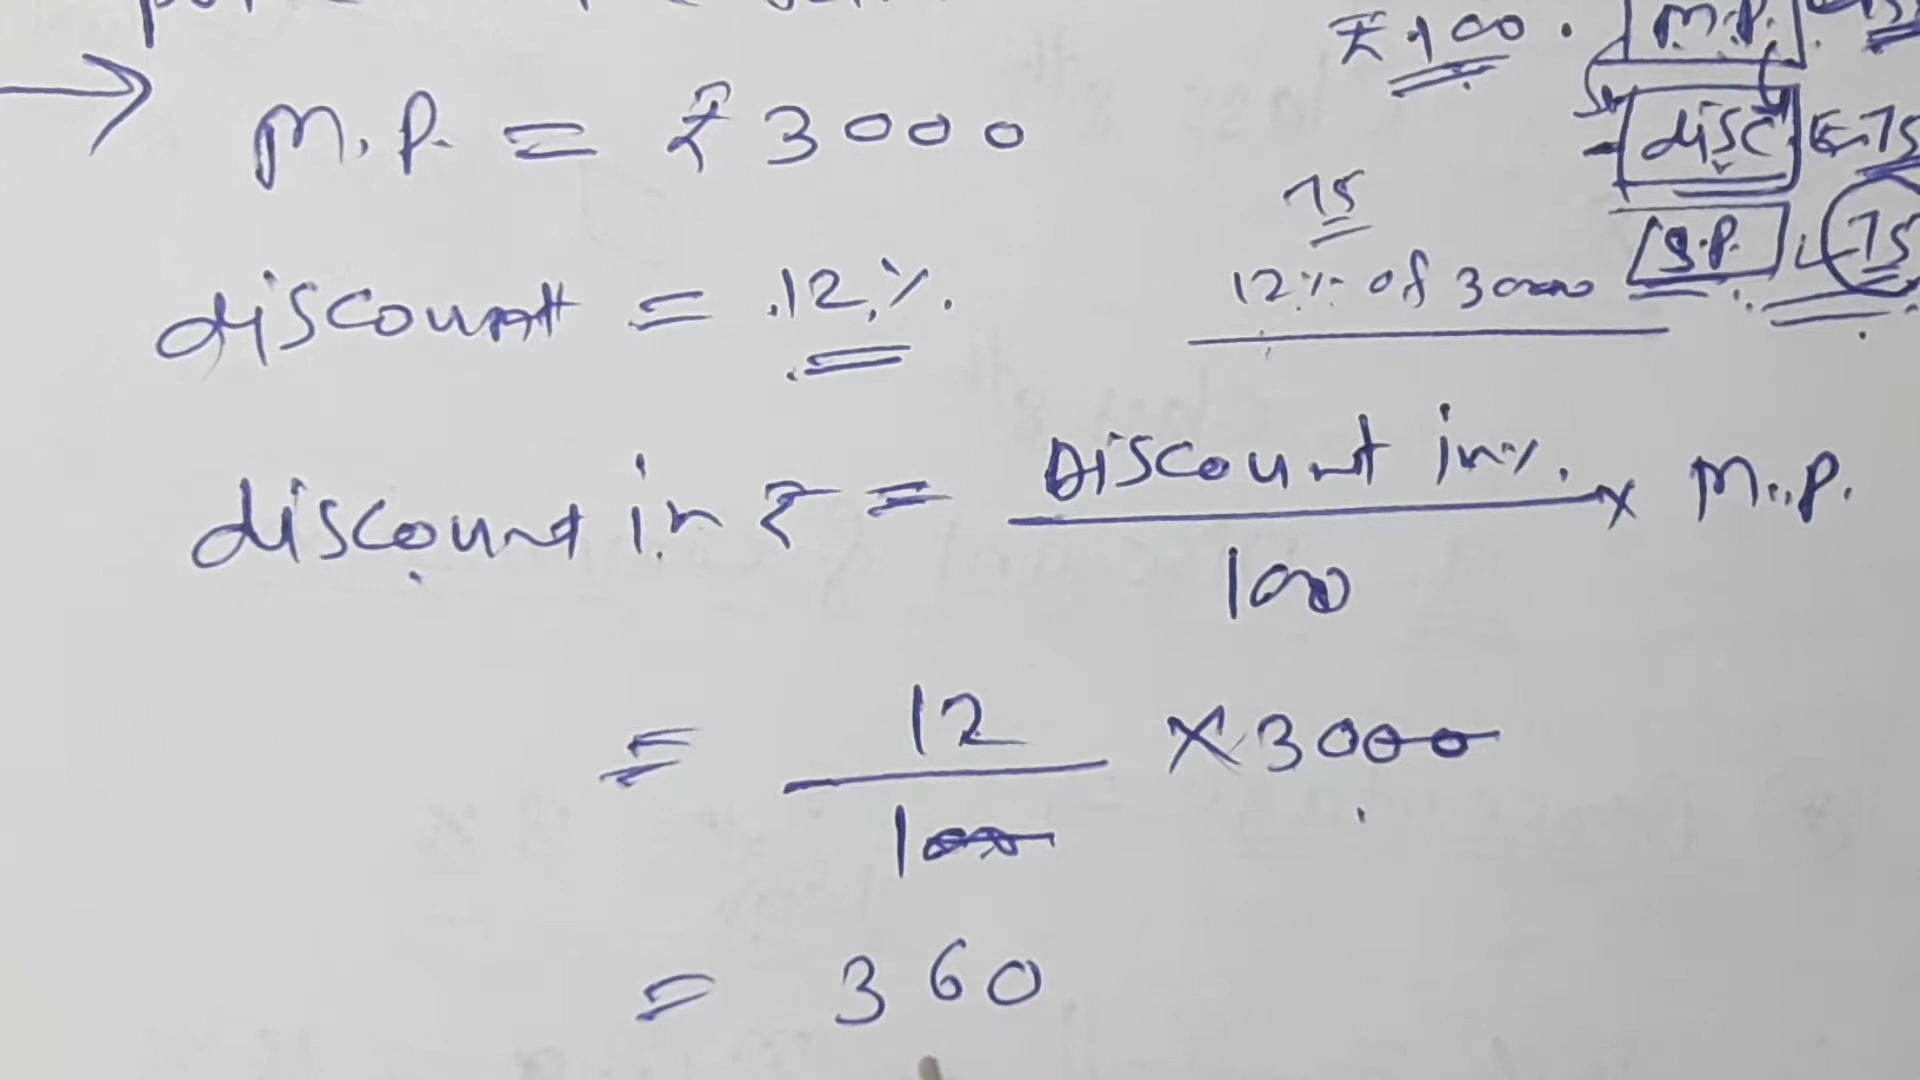 ₹100. M.P.
M.P. = ₹3000
- disc
75
S.P. 75
discount = 12%.
12% of 3000
discount in ₹ = Discount in%. × M.P.
100
= 12 × 3000
100
= 360